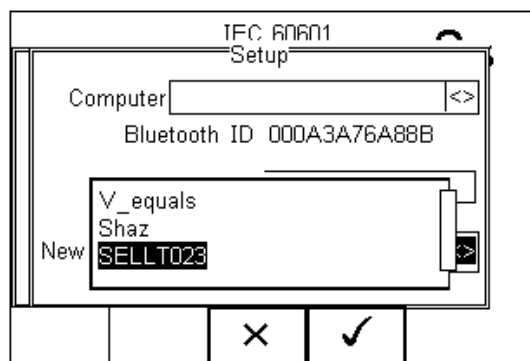 IEC 60601
Setup
Computer <>
Bluetooth ID 000A3A76A88B
V_equals
Shaz
New SELLT023 <>